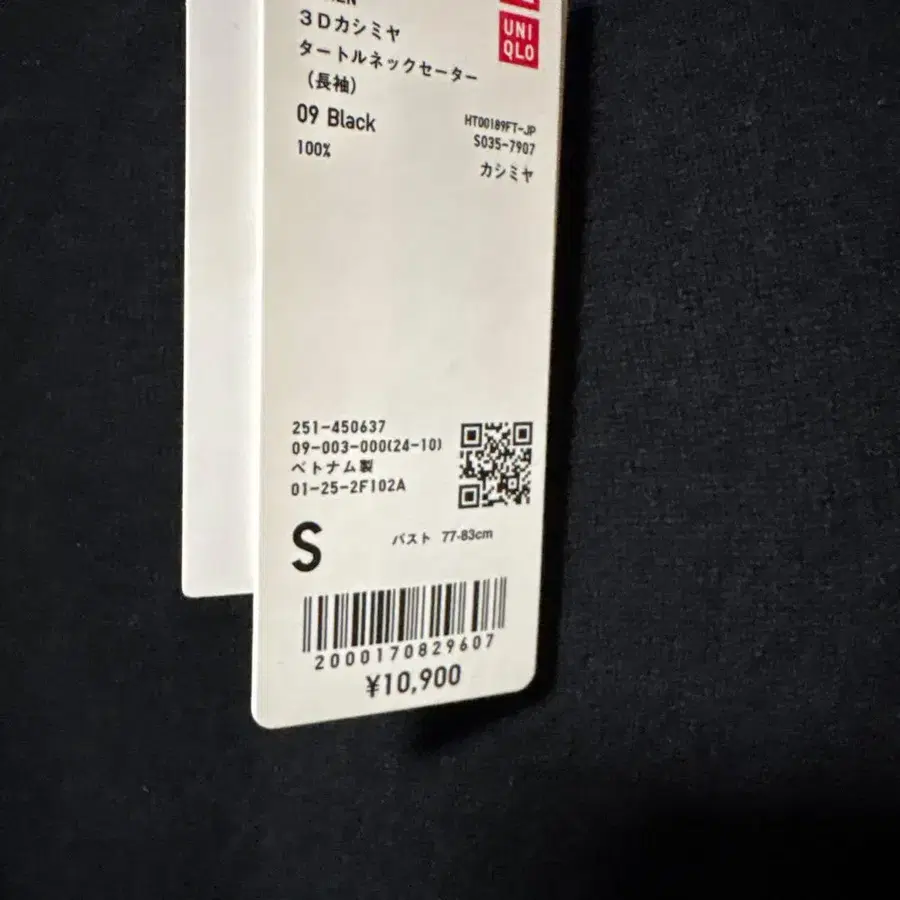 3Dカシミヤ
タートルネックセーター
(長袖)
09 Black
100%
UNI
QLO
HT00189FT-JP
S035-7907
カシミヤ
251-450637
09-003-000(24-10)
ベトナム製
01-25-2F102A
S
バスト 77-83cm
2000170829607
¥10,900